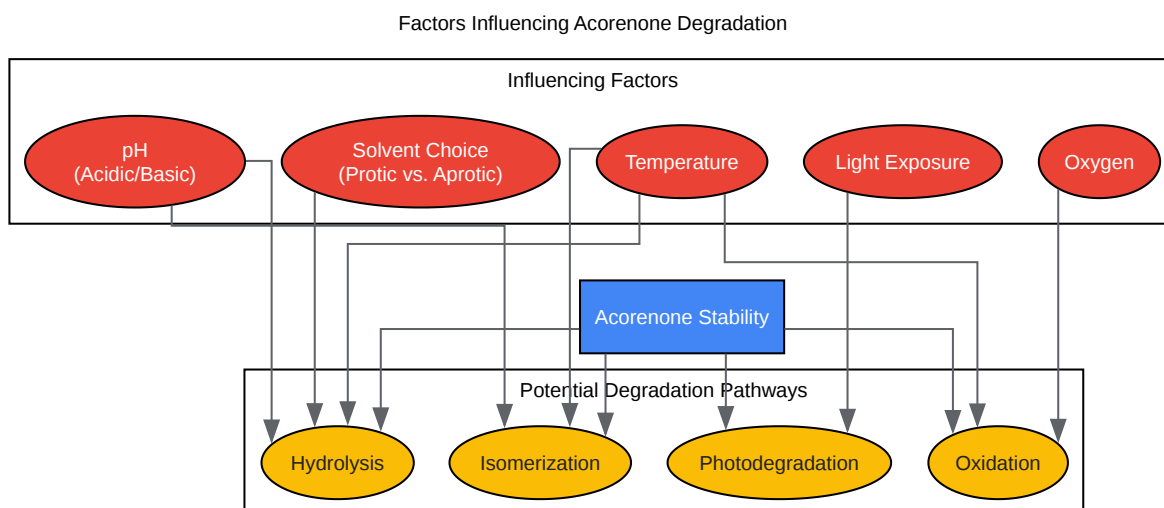 Factors Influencing Acorenone Degradation
Influencing Factors
pH
(Acidic/Basic)
Solvent Choice
(Protic vs. Aprotic)
Temperature
Light Exposure
Oxygen
Acorenone Stability
Potential Degradation Pathways
Hydrolysis
Isomerization
Photodegradation
Oxidation